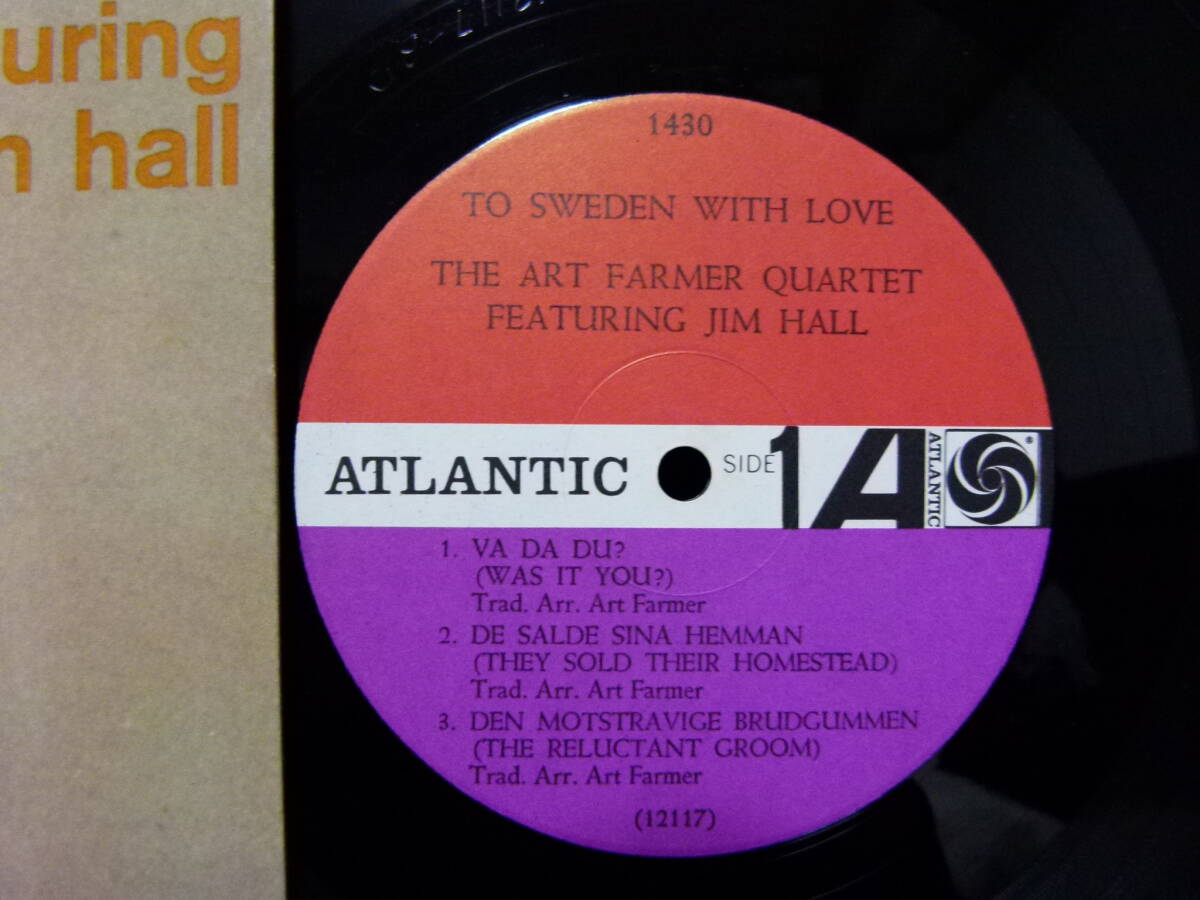 uring
hall
1430
TO SWEDEN WITH LOVE
THE ART FARMER QUARTET
FEATURING JIM HALL
ATLANTIC
SIDE 1
A
ATLANTIC
®
1. VA DA DU?
(WAS IT YOU?)
Trad. Arr. Art Farmer
2. DE SALDE SINA HEMMAN
(THEY SOLD THEIR HOMESTEAD)
Trad. Arr. Art Farmer
3. DEN MOTSTRAVIGE BRUDGUMMEN
(THE RELUCTANT GROOM)
Trad. Arr. Art Farmer
(12117)